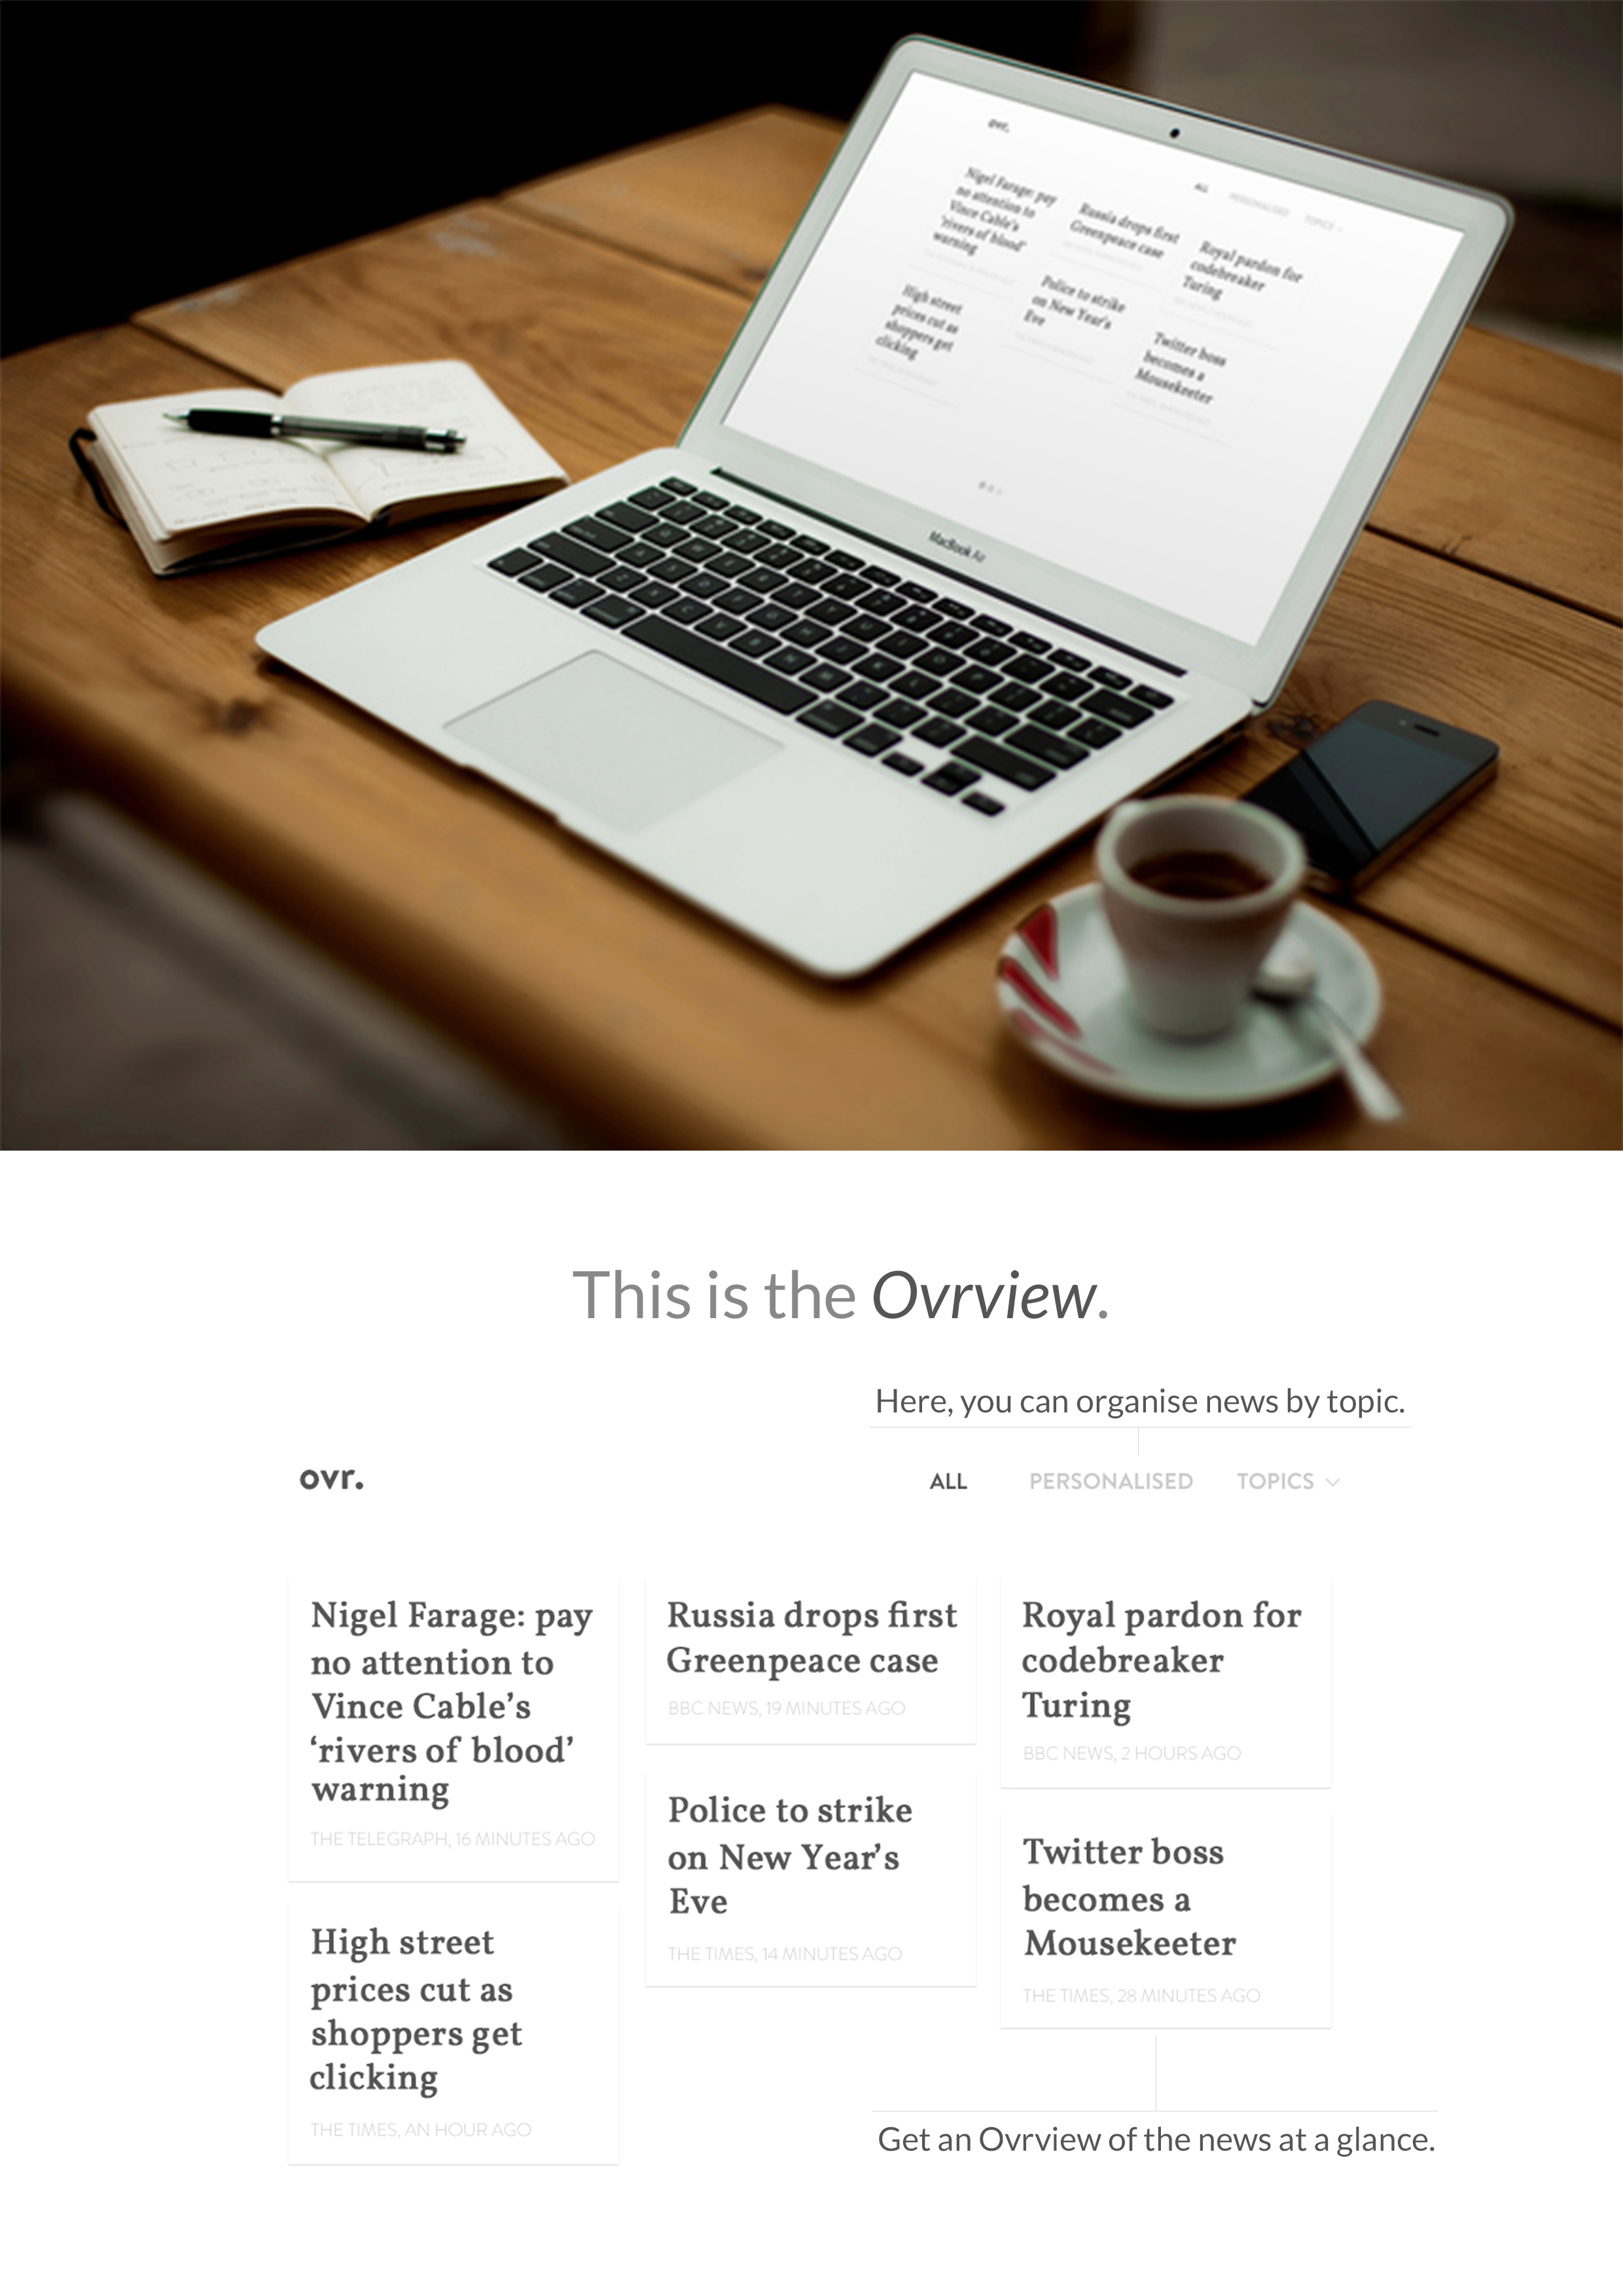 ovr.
ALL PERSONALISED TOPICS
Nigel Farage: pay
no attention to
Vince Cable's
'rivers of blood'
warning
Russia drops first
Greenpeace case
Royal pardon for
codebreaker
Turing
High street
prices cut as
shoppers get
clicking
Police to strike
on New Year's
Eve
Twitter boss
becomes a
Mousekeeter
MacBook Air
This is the Ovrview.
Here, you can organise news by topic.
ovr.
ALL PERSONALISED TOPICS
Nigel Farage: pay
no attention to
Vince Cable’s
‘rivers of blood’
warning
THE TELEGRAPH, 16 MINUTES AGO
High street
prices cut as
shoppers get
clicking
THE TIMES, AN HOUR AGO
Russia drops first
Greenpeace case
BBC NEWS, 19 MINUTES AGO
Police to strike
on New Year’s
Eve
THE TIMES, 14 MINUTES AGO
Royal pardon for
codebreaker
Turing
BBC NEWS, 2 HOURS AGO
Twitter boss
becomes a
Mousekeeter
THE TIMES, 28 MINUTES AGO
Get an Ovrview of the news at a glance.